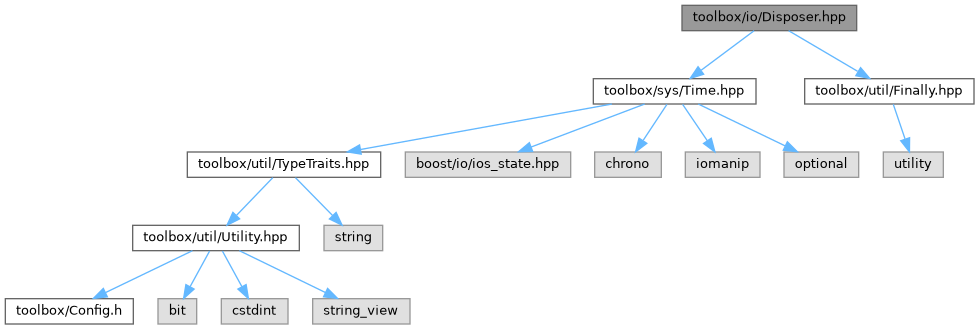 toolbox/io/Disposer.hpp
toolbox/sys/Time.hpp
toolbox/util/Finally.hpp
toolbox/util/TypeTraits.hpp
boost/io/ios_state.hpp
chrono
iomanip
optional
utility
toolbox/util/Utility.hpp
string
toolbox/Config.h
bit
cstdint
string_view